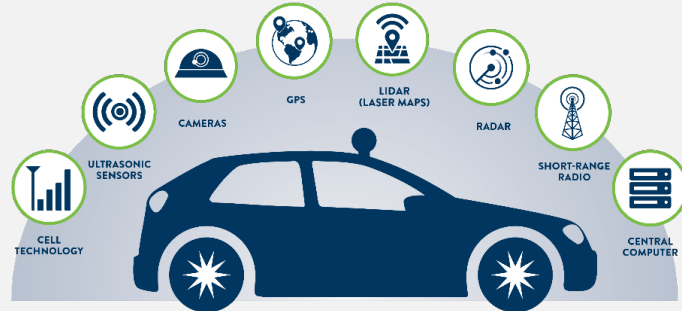 CELL
TECHNOLOGY
ULTRASONIC
SENSORS
CAMERAS
GPS
LIDAR
(LASER MAPS)
RADAR
SHORT-RANGE
RADIO
CENTRAL
COMPUTER